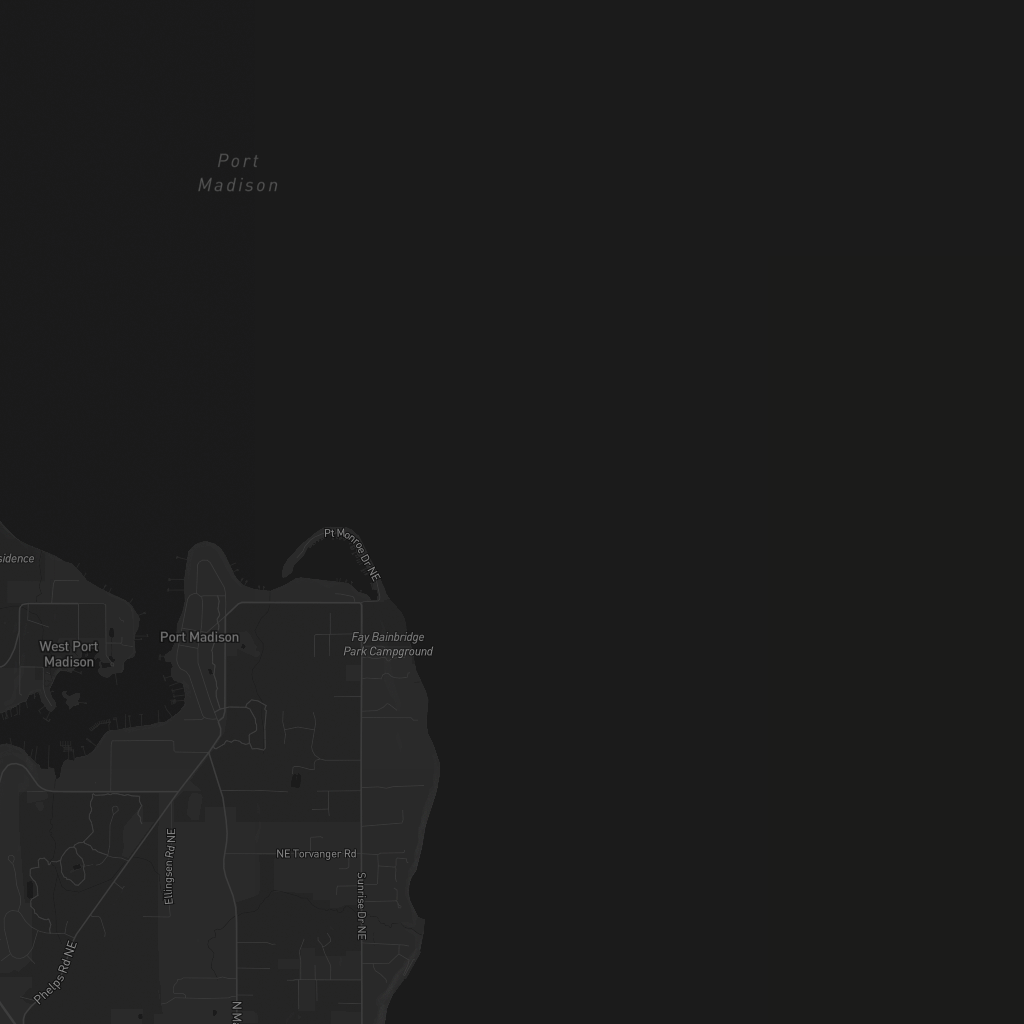 Port
Madison
Pt Monroe Dr NE
sidence
Port Madison
Fay Bainbridge
Park Campground
West Port
Madison
Ellingsen Rd NE
NE Torvanger Rd
Sunrise Dr NE
Phelps Rd NE
N Ma